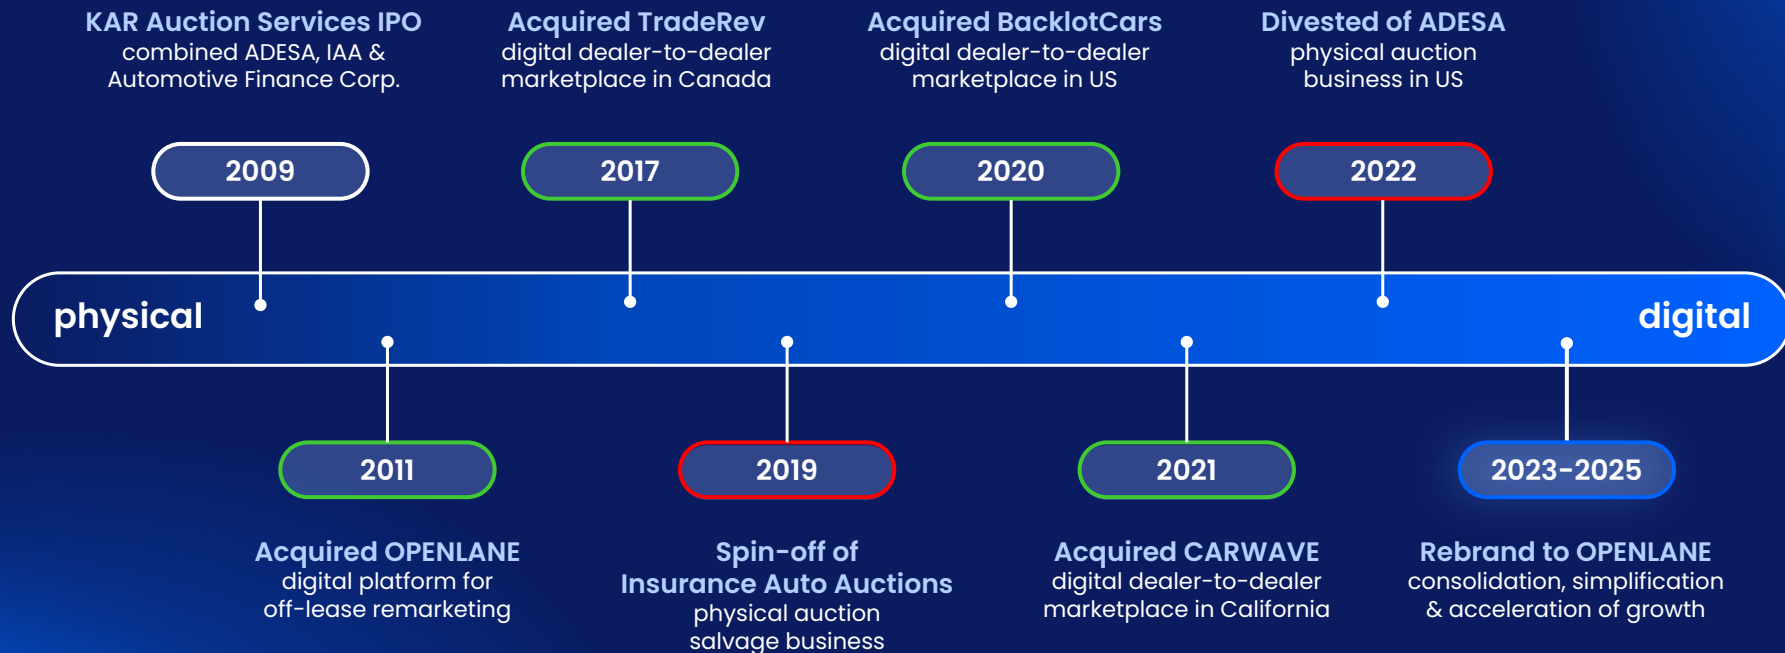 KAR Auction Services IPO
combined ADESA, IAA &
Automotive Finance Corp.
2009
Acquired TradeRev
digital dealer-to-dealer
marketplace in Canada
2017
Acquired BacklotCars
digital dealer-to-dealer
marketplace in US
2020
Divested of ADESA
physical auction
business in US
2022
physical
digital
2011
Acquired OPENLANE
digital platform for
off-lease remarketing
2019
Spin-off of
Insurance Auto Auctions
physical auction
salvage business
2021
Acquired CARWAVE
digital dealer-to-dealer
marketplace in California
2023-2025
Rebrand to OPENLANE
consolidation, simplification
& acceleration of growth